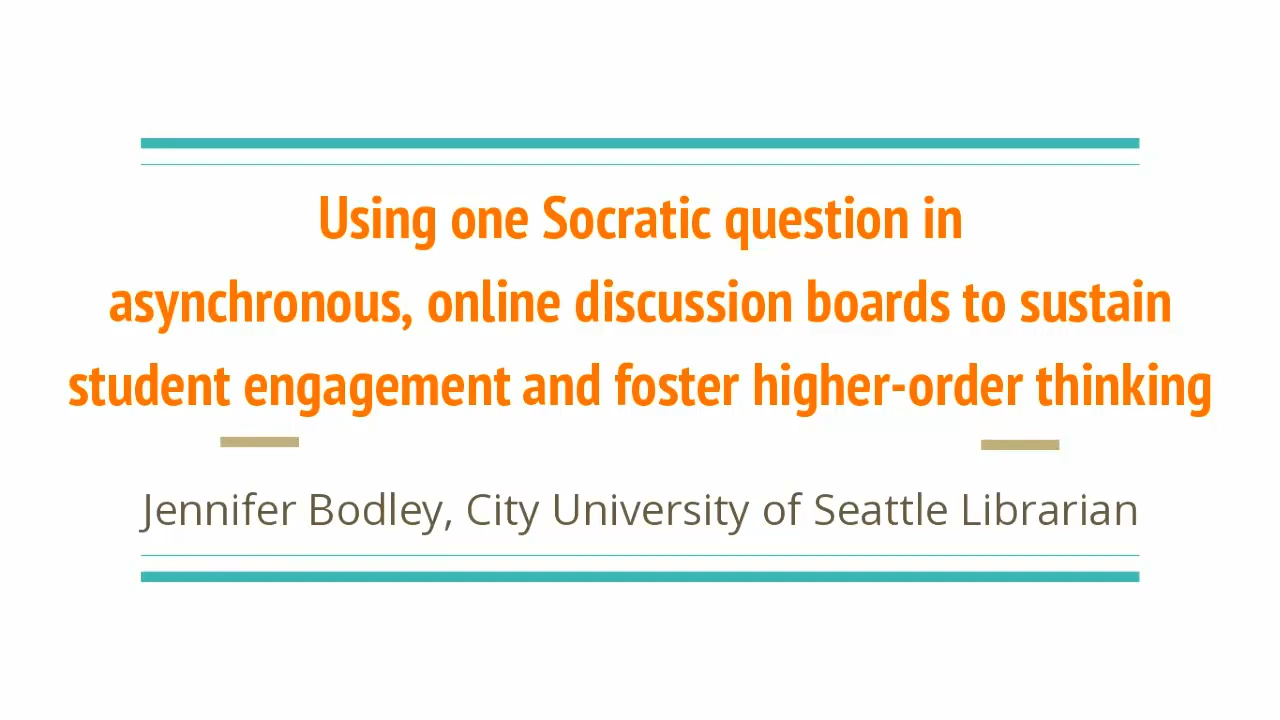 Using one Socratic question in
asynchronous, online discussion boards to sustain
student engagement and foster higher-order thinking
Jennifer Bodley, City University of Seattle Librarian